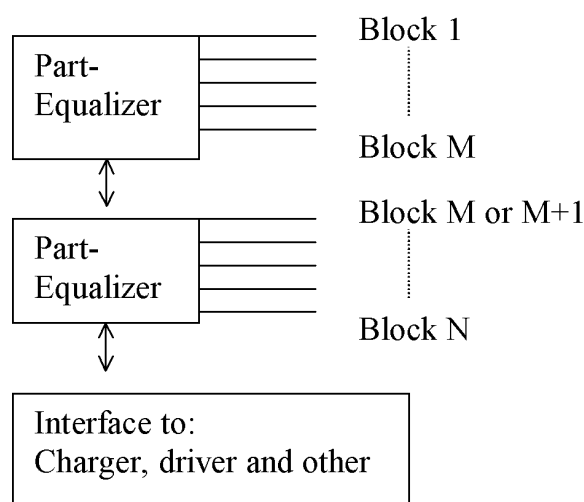 Part-
Equalizer
Block 1
Block M
Part-
Equalizer
Block M or M+1
Block N
Interface to:
Charger, driver and other